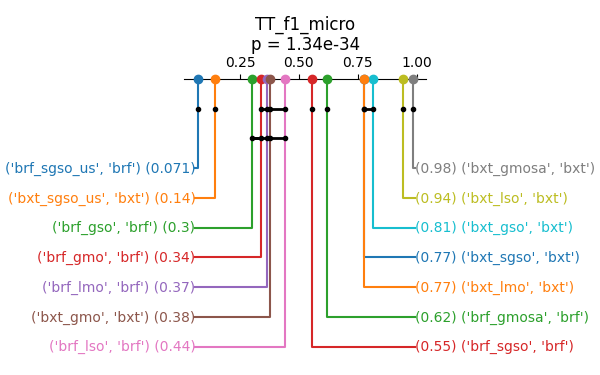 TT_f1_micro
p = 1.34e-34
0.25 0.50 0.75 1.00
('brf_sgso_us', 'brf') (0.071) (0.98) ('bxt_gmosa', 'bxt')
('bxt_sgso_us', 'bxt') (0.14) (0.94) ('bxt_lso', 'bxt')
('brf_gso', 'brf') (0.3) (0.81) ('bxt_gso', 'bxt')
('brf_gmo', 'brf') (0.34) (0.77) ('bxt_sgso', 'bxt')
('brf_lmo', 'brf') (0.37) (0.77) ('bxt_lmo', 'bxt')
('bxt_gmo', 'bxt') (0.38) (0.62) ('brf_gmosa', 'brf')
('brf_lso', 'brf') (0.44) (0.55) ('brf_sgso', 'brf')